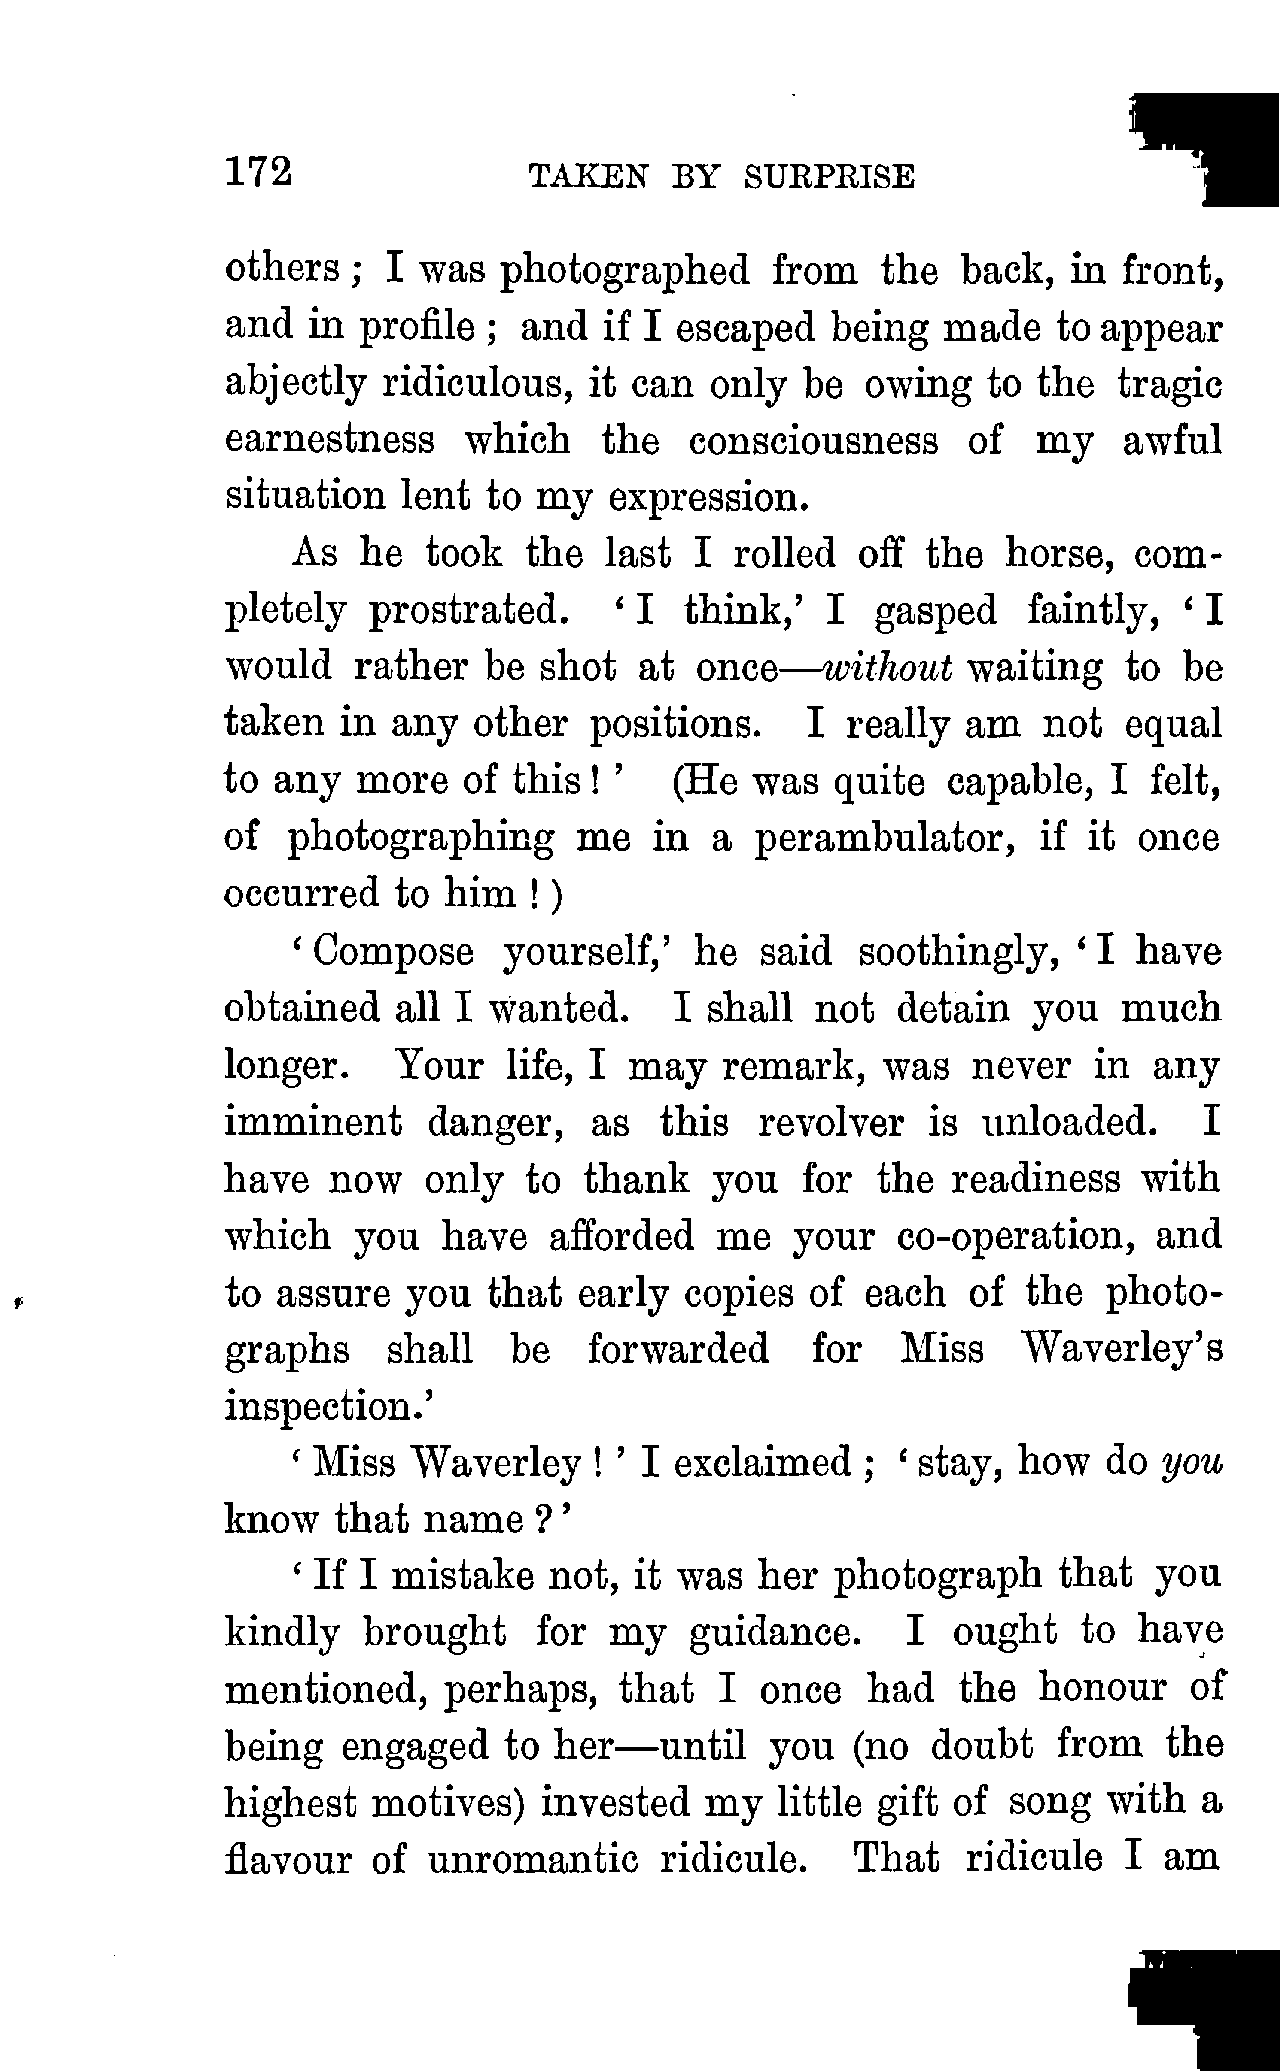 172 TAKEN BY SURPRISE
others ; I was photographed from the back, in front,
and in profile ; and if I escaped being made to appear
abjectly ridiculous, it can only be owing to the tragic
earnestness which the consciousness of my awful
situation lent to my expression.
As he took the last I rolled off the horse, com-
pletely prostrated. ‘ I think,’ I gasped faintly, ‘ I
would rather be shot at once—without waiting to be
taken in any other positions. I really am not equal
to any more of this ! ’ (He was quite capable, I felt,
of photographing me in a perambulator, if it once
occurred to him ! )
‘ Compose yourself,’ he said soothingly, ‘ I have
obtained all I wanted. I shall not detain you much
longer. Your life, I may remark, was never in any
imminent danger, as this revolver is unloaded. I
have now only to thank you for the readiness with
which you have afforded me your co-operation, and
to assure you that early copies of each of the photo-
graphs shall be forwarded for Miss Waverley’s
inspection.’
‘ Miss Waverley ! ’ I exclaimed ; ‘ stay, how do you
know that name ? ’
‘ If I mistake not, it was her photograph that you
kindly brought for my guidance. I ought to have
mentioned, perhaps, that I once had the honour of
being engaged to her—until you (no doubt from the
highest motives) invested my little gift of song with a
flavour of unromantic ridicule. That ridicule I am